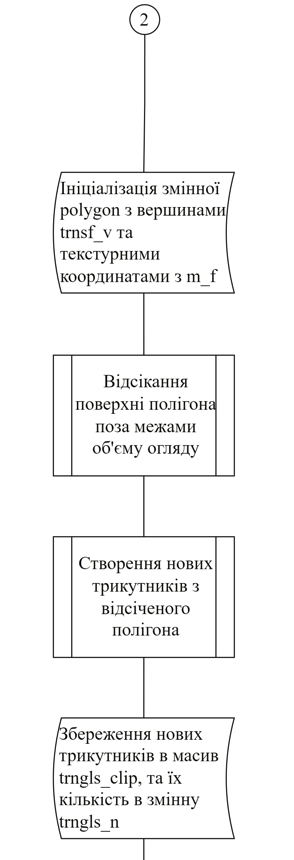 2
Ініціалізація змінної
polygon з вершинами
trnsf_v та
текстурними
координатами з m_f
Відсікання
поверхні полігона
поза межами
об'єму огляду
Створення нових
трикутників з
відсіченого
полігона
Збереження нових
трикутників в масив
trngls_clip, та їх
кількість в змінну
trngls_n